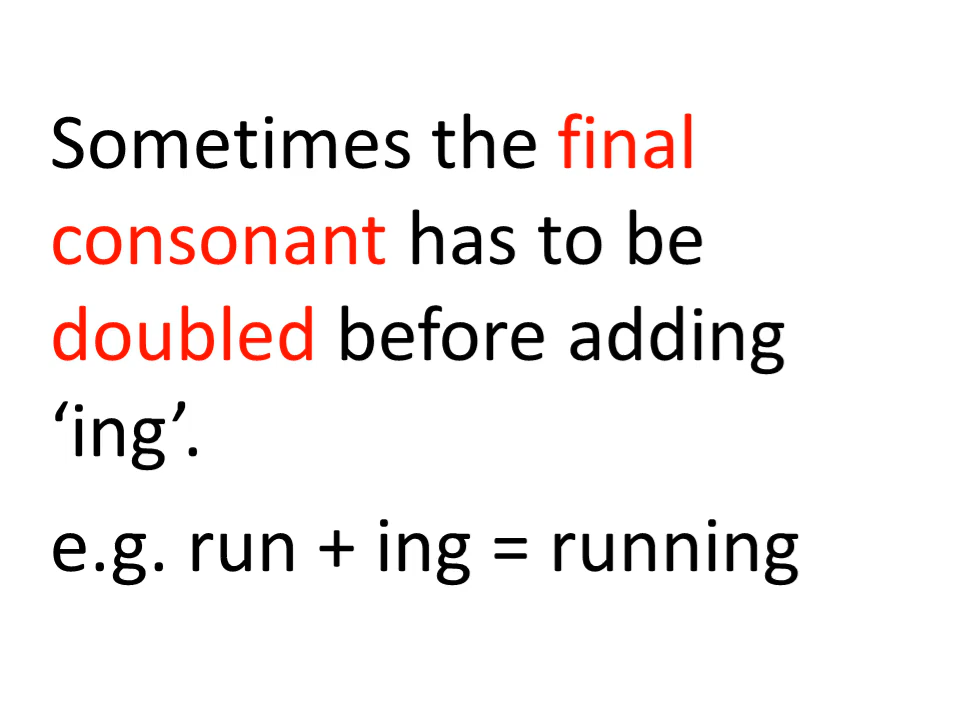 Sometimes the final
consonant has to be
doubled before adding
‘ing’.
e.g. run + ing = running